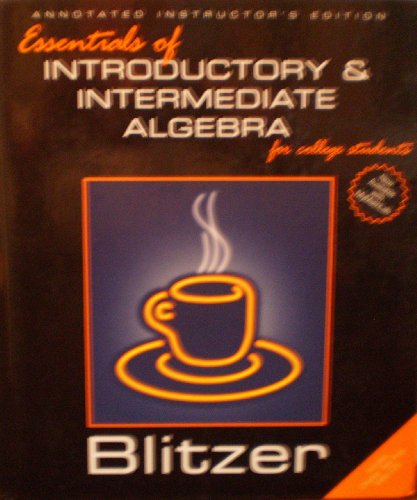 ANNOTATED INSTRUCTOR'S EDITION
Essentials of
INTRODUCTORY &
INTERMEDIATE
ALGEBRA
for college students
Blitzer